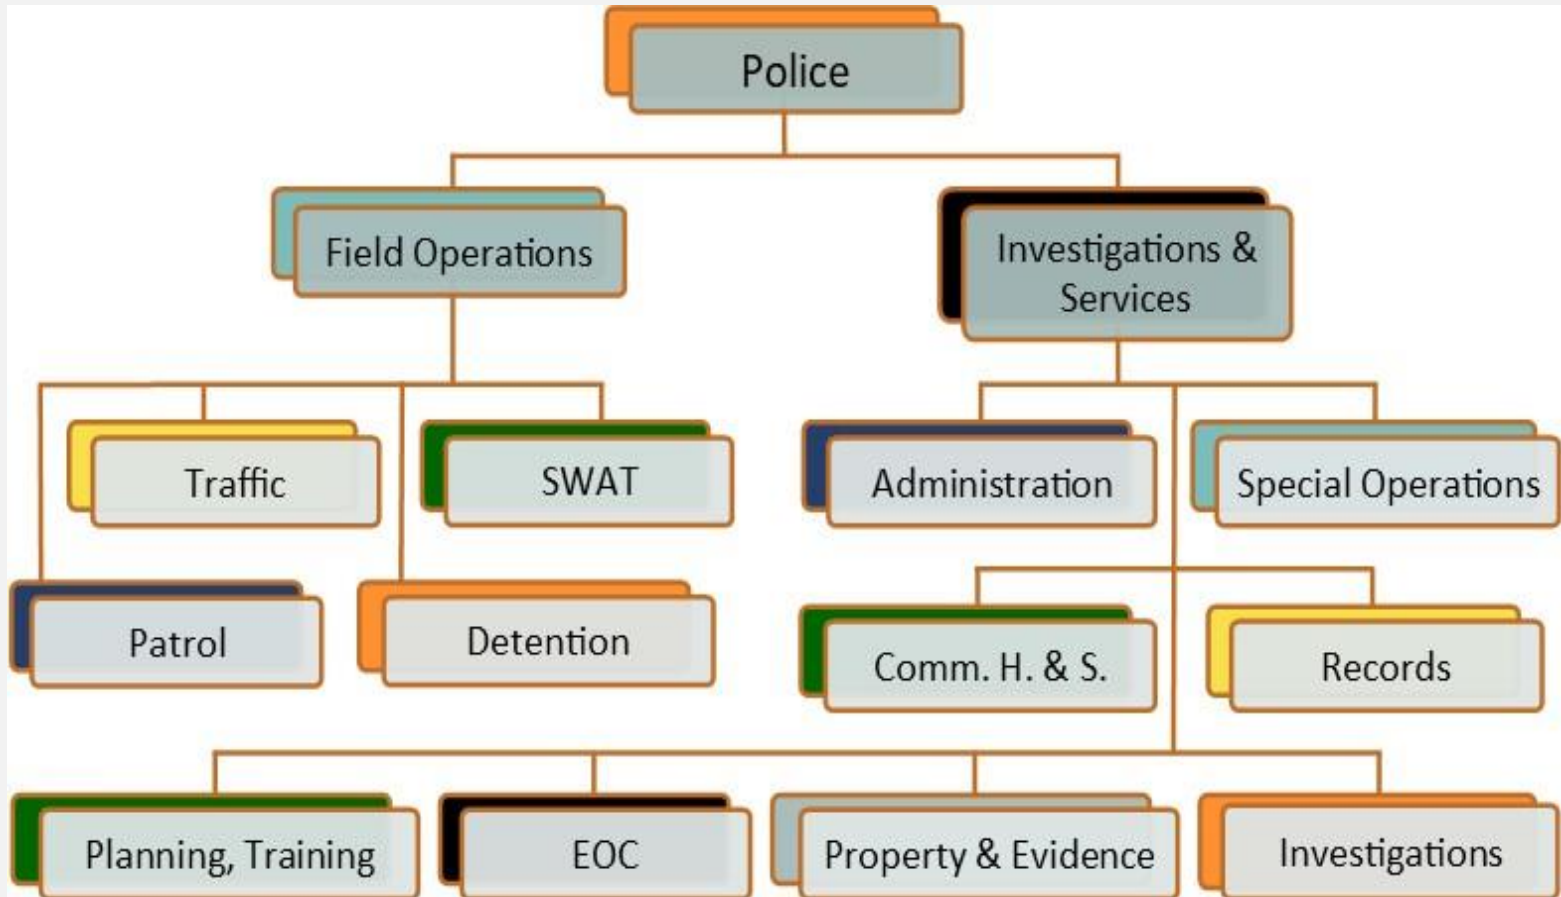 Police
Field Operations
Investigations &
Services
Traffic
SWAT
Administration
Special Operations
Patrol
Detention
Comm. H. & S.
Records
Planning, Training
EOC
Property & Evidence
Investigations